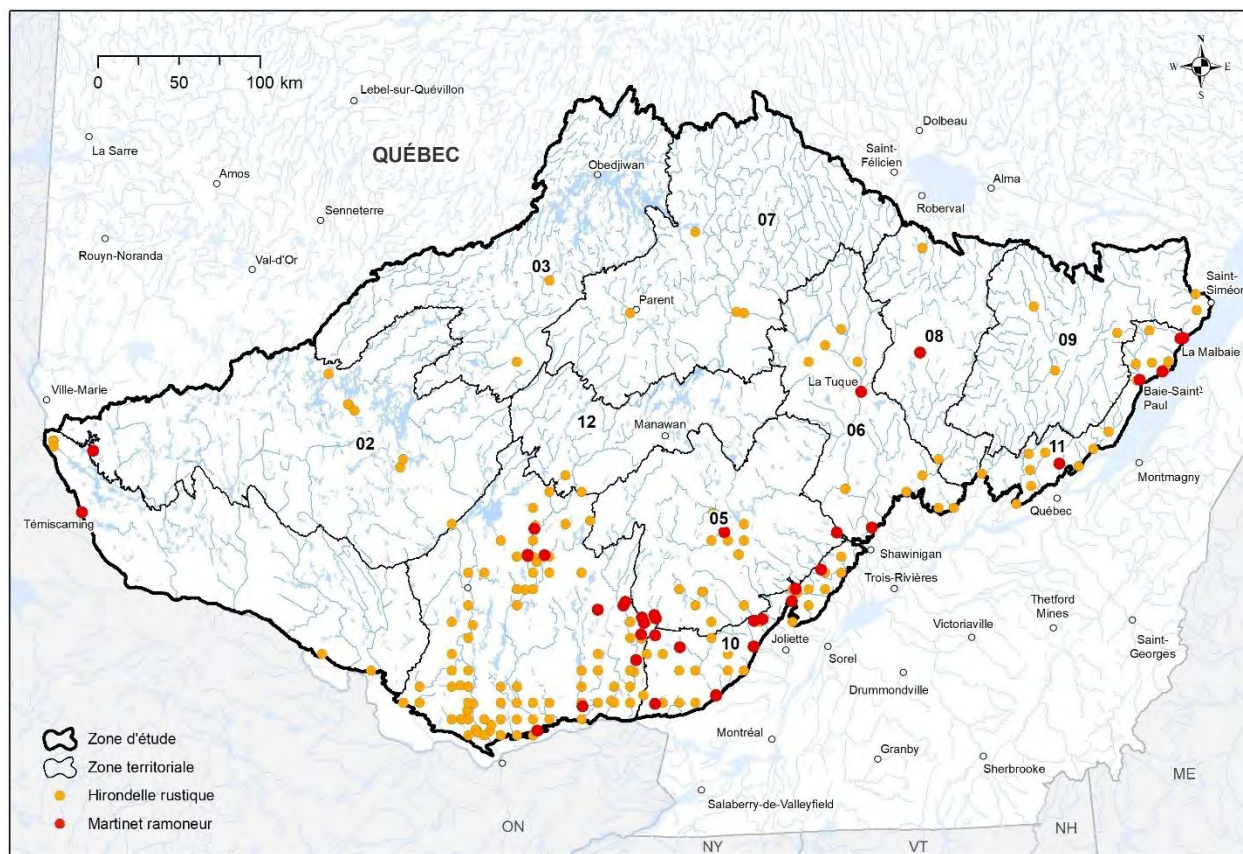 0 50 100 km
N
W E
S
Lebel-sur-Quévillon
Dolbeau
La Sarre
QUÉBEC
Saint-
Félicien
Obedjiwan
Amos
Alma
Roberval
Senneterre
07
Rouyn-Noranda
Val-d'Or
03
Saint-
Siméon
Parent
08
09
La Malbaie
Ville-Marie
La Tuque
Baie-Saint-
Paul
12
Manawan
02
06
11
Montmagny
Québec
Témiscaming
05
Shawinigan
Trois-Rivières
Thetford
Mines
Victoriaville
Saint-
Georges
10
Joliette
Sorel
Drummondville
Montréal
Granby
Sherbrooke
ME
Salaberry-de-Valleyfield
ON
NY
VT
NH
Zone d'étude
Zone territoriale
Hirondelle rustique
Martinet ramoneur